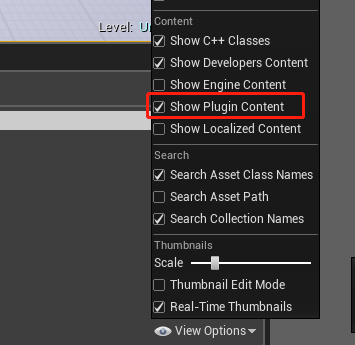 Level: Un
Content
Show C++ Classes
Show Developers Content
Show Engine Content
Show Plugin Content
Show Localized Content
Search
Search Asset Class Names
Search Asset Path
Search Collection Names
Thumbnails
Scale
Thumbnail Edit Mode
Real-Time Thumbnails
View Options